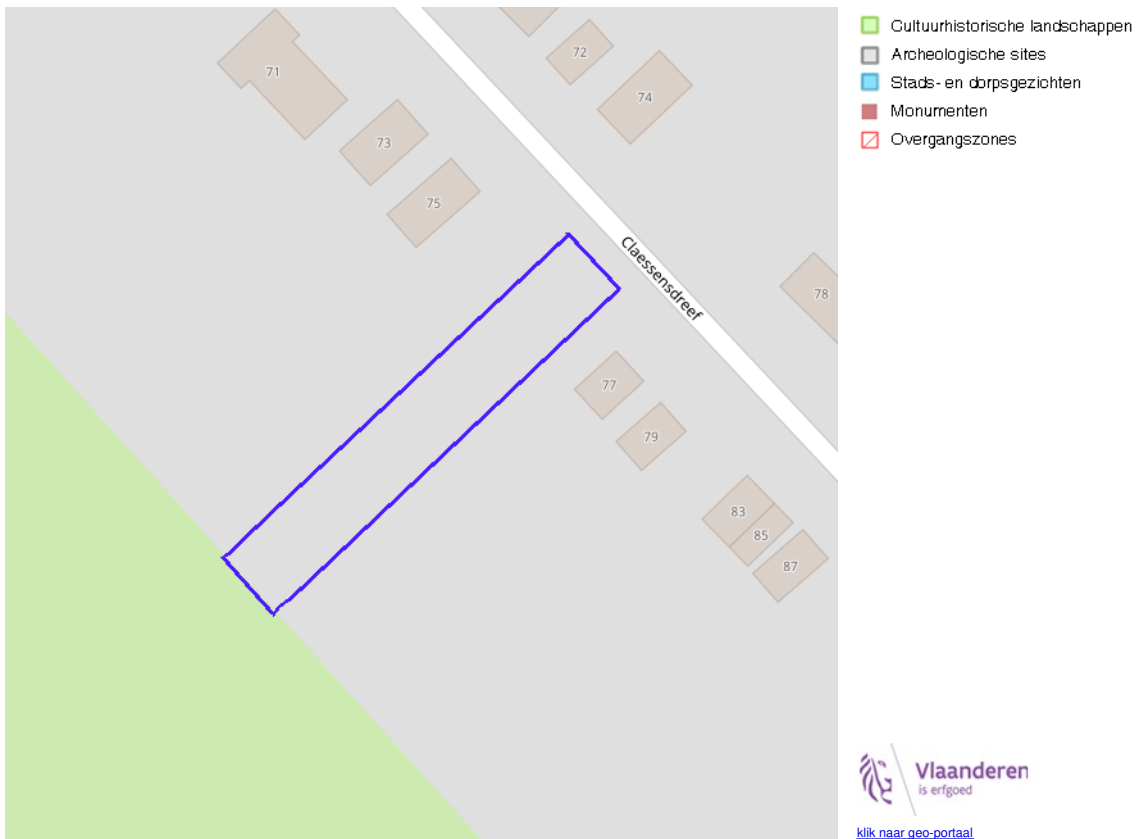 71
72
74
73
75
Claessensdreef
78
77
79
83
85
87
Cultuurhistorische landschappen
Archeologische sites
Stads- en dorpsgezichten
Monumenten
Overgangszones
Vlaanderen
is erfgoed
klik naar geo-portaal